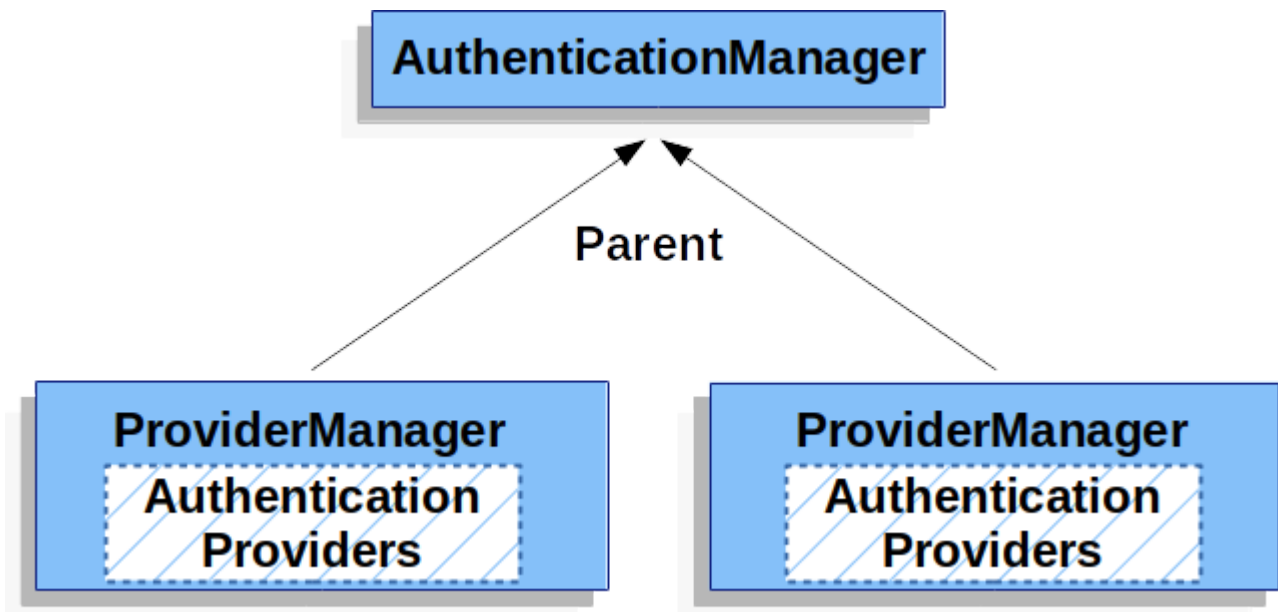 AuthenticationManager
Parent
ProviderManager
Authentication
Providers
ProviderManager
Authentication
Providers